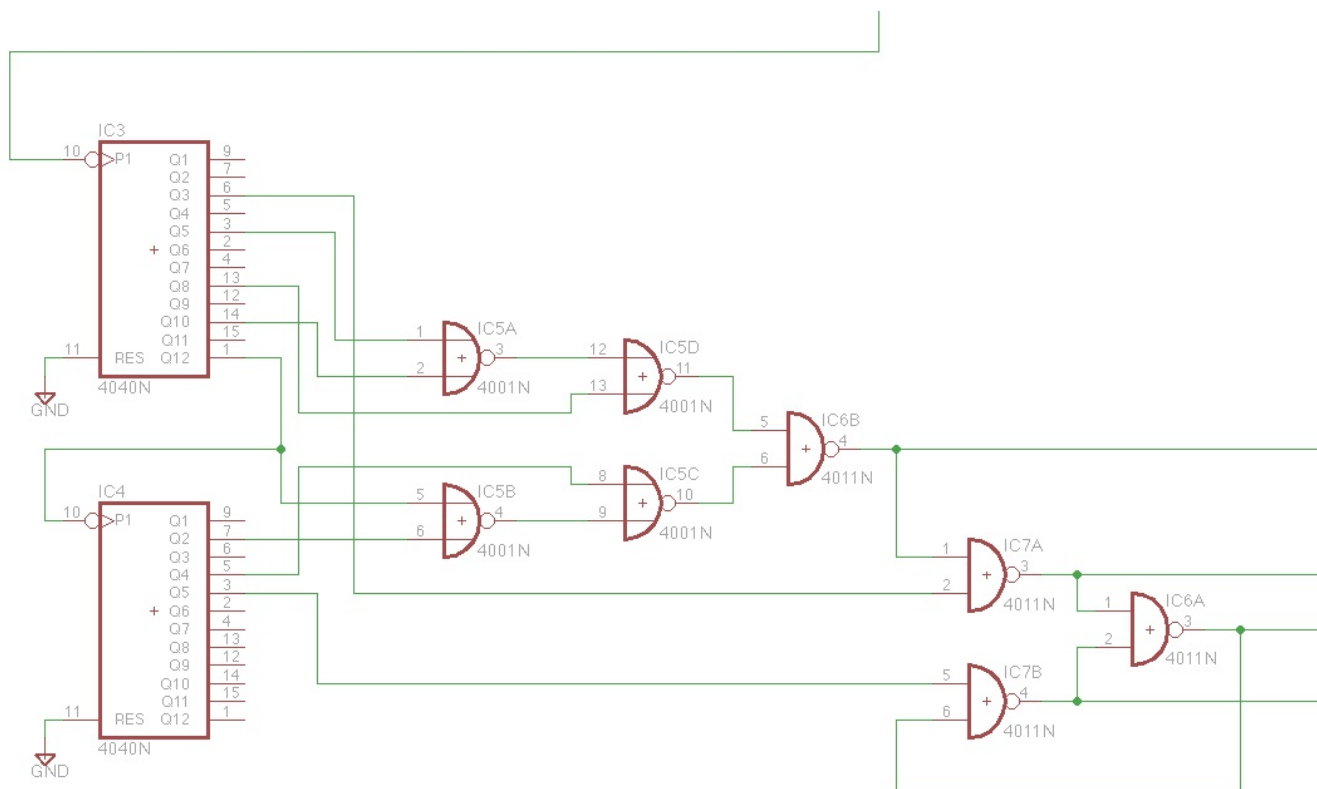 IC3
10
P1
Q1 9
Q2 7
Q3 6
Q4 5
Q5 3
Q6 2
Q7 4
Q8 13
Q9 12
Q10 14
Q11 15
11 RES Q12 1
4040N
GND
1
2
IC5A
3
4001N
12
13
IC5D
11
4001N
5
6
IC6B
4
4011N
IC4
10
P1
Q1 9
Q2 7
Q3 6
Q4 5
Q5 3
Q6 2
Q7 4
Q8 13
Q9 12
Q10 14
Q11 15
11 RES Q12 1
4040N
GND
5
6
IC5B
4
4001N
8
9
IC5C
10
4001N
1
2
IC7A
3
4011N
1
2
IC6A
3
4011N
5
6
IC7B
4
4011N